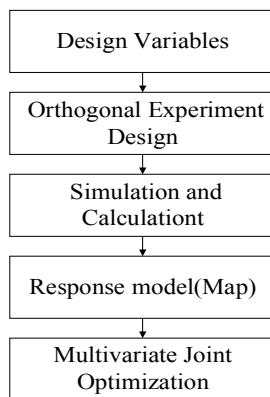 Design Variables
Orthogonal Experiment
Design
Simulation and
Calculationt
Response model(Map)
Multivariate Joint
Optimization